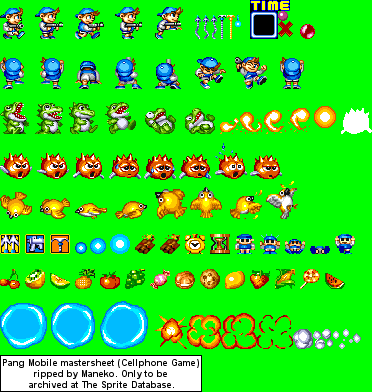 TIME
Pang Mobile mastersheet (Cellphone Game)
ripped by Maneko. Only to be
archived at The Sprite Database.